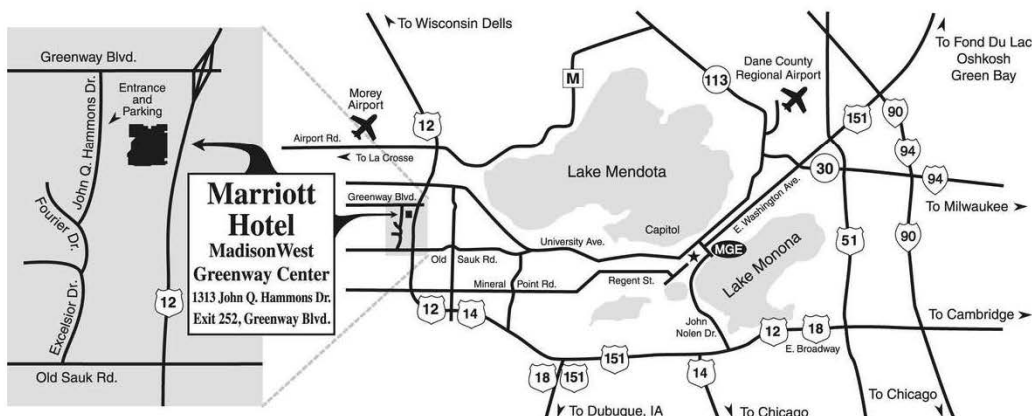 Greenway Blvd.
Entrance
and
Parking
John Q. Hammons Dr.
Fourier Dr.
Excelsior Dr.
12
Old Sauk Rd.
Marriott
Hotel
MadisonWest
Greenway Center
1313 John Q. Hammons Dr.
Exit 252, Greenway Blvd.
To Wisconsin Dells
Morey
Airport
12
Airport Rd.
To La Crosse
Greenway Blvd.
M
113
Dane County
Regional Airport
To Fond Du Lac
Oshkosh
Green Bay
151
90
94
30
94
To Milwaukee
Lake Mendota
E. Washington Ave.
Capitol
University Ave.
MGE
Lake Monona
51
90
Old Sauk Rd.
Mineral Point Rd.
Regent St.
12
14
John
Nolen Dr.
12
18
E. Broadway
To Cambridge
151
18
151
14
To Dubuque, IA
To Chicago
To Chicago
To Chicago